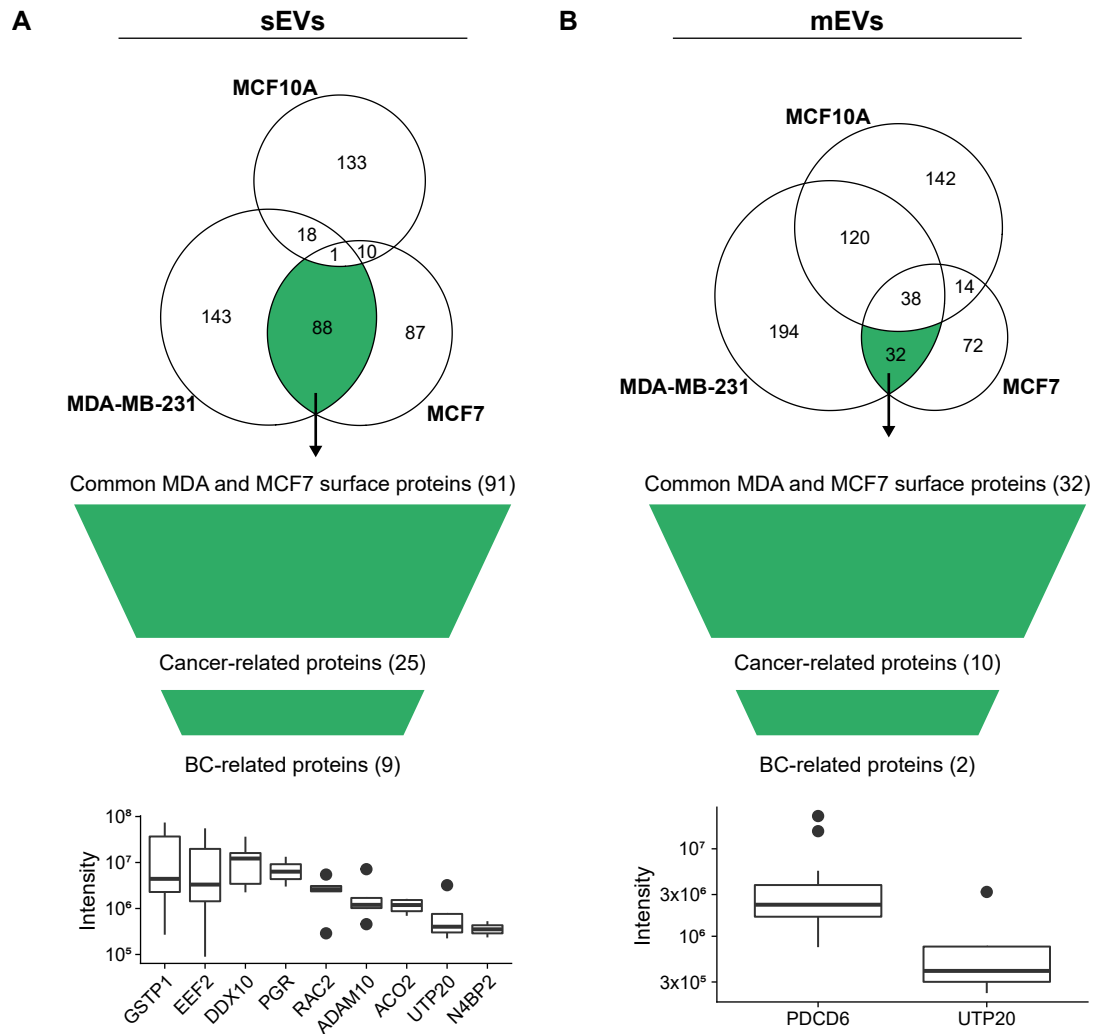 A
sEVs
MCF10A
133
18
1
10
143
88
87
MDA-MB-231
MCF7
Common MDA and MCF7 surface proteins (91)
Cancer-related proteins (25)
BC-related proteins (9)
Intensity
10⁸
10⁷
10⁶
10⁵
GSTP1
EEF2
DDX10
PGR
RAC2
ADAM10
ACO2
UTP20
N4BP2
B
mEVs
MCF10A
142
120
14
38
194
32
72
MDA-MB-231
MCF7
Common MDA and MCF7 surface proteins (32)
Cancer-related proteins (10)
BC-related proteins (2)
Intensity
10⁷
3x10⁶
10⁶
3x10⁵
PDCD6
UTP20